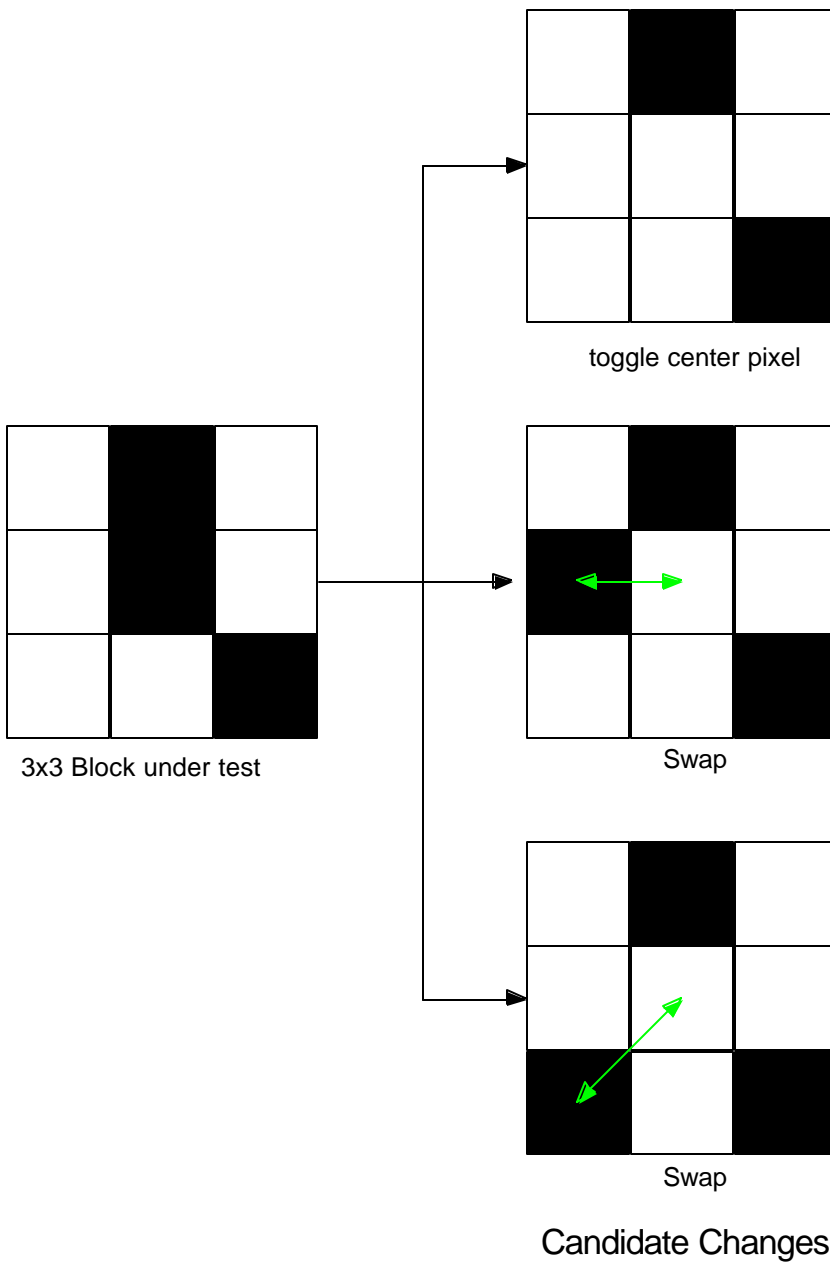 toggle center pixel
3x3 Block under test
Swap
Swap
Candidate Changes